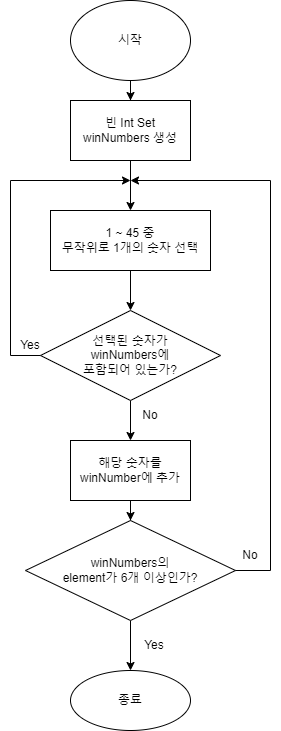 시작
빈 Int Set
winNumbers 생성
1 ~ 45 중
무작위로 1개의 숫자 선택
선택된 숫자가
winNumbers에
포함되어 있는가?
Yes
No
해당 숫자를
winNumber에 추가
winNumbers의
element가 6개 이상인가?
No
Yes
종료